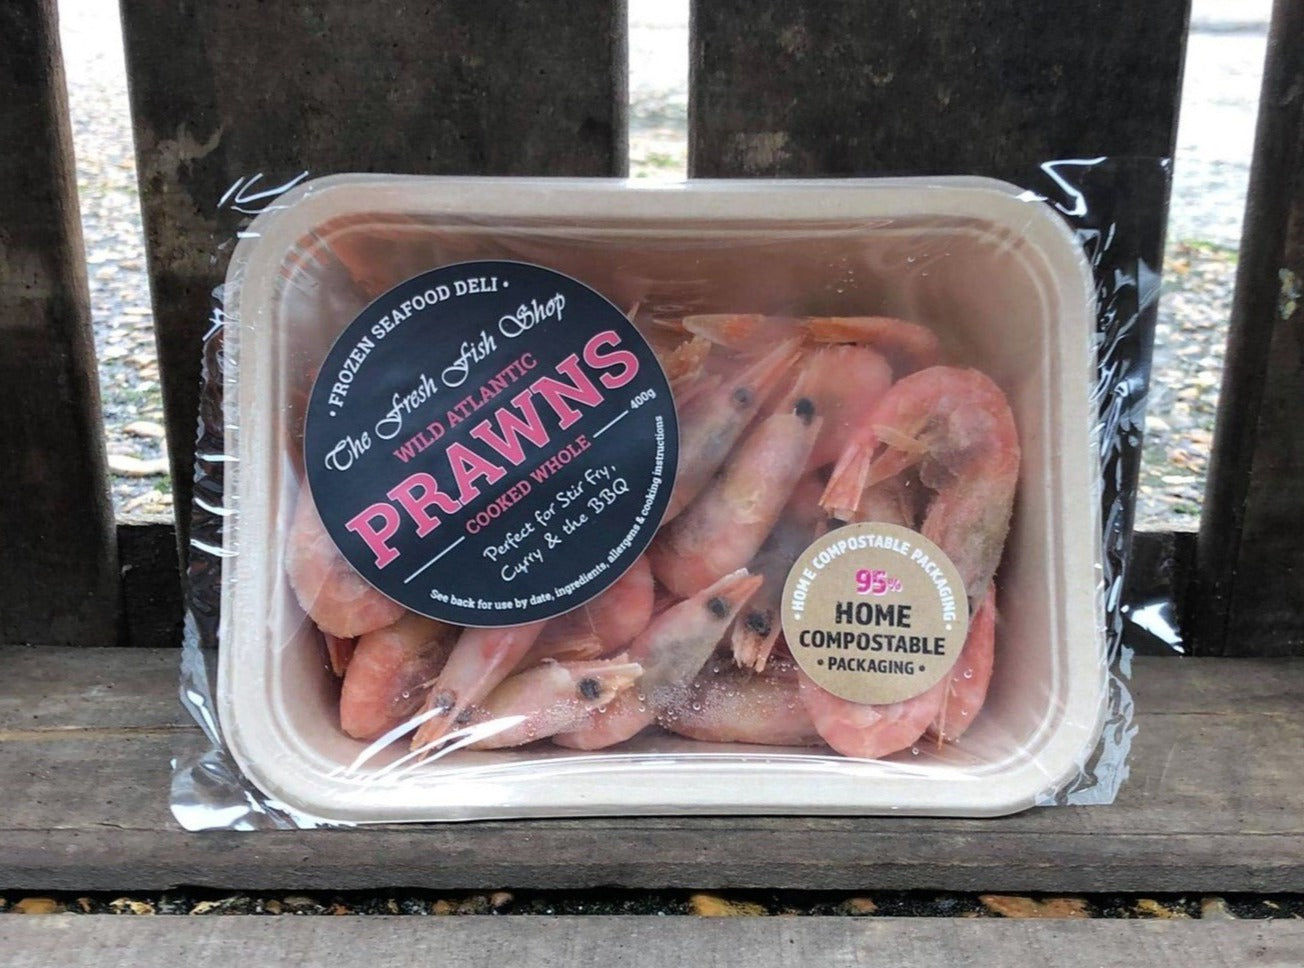 • FROZEN SEAFOOD DELI •
The Fresh Fish Shop
WILD ATLANTIC
PRAWNS
COOKED WHOLE
400g
Perfect for Stir Fry,
Curry & the BBQ
See back for use by date, ingredients, allergens & cooking instructions
• HOME COMPOSTABLE PACKAGING •
95%
HOME
COMPOSTABLE
• PACKAGING •